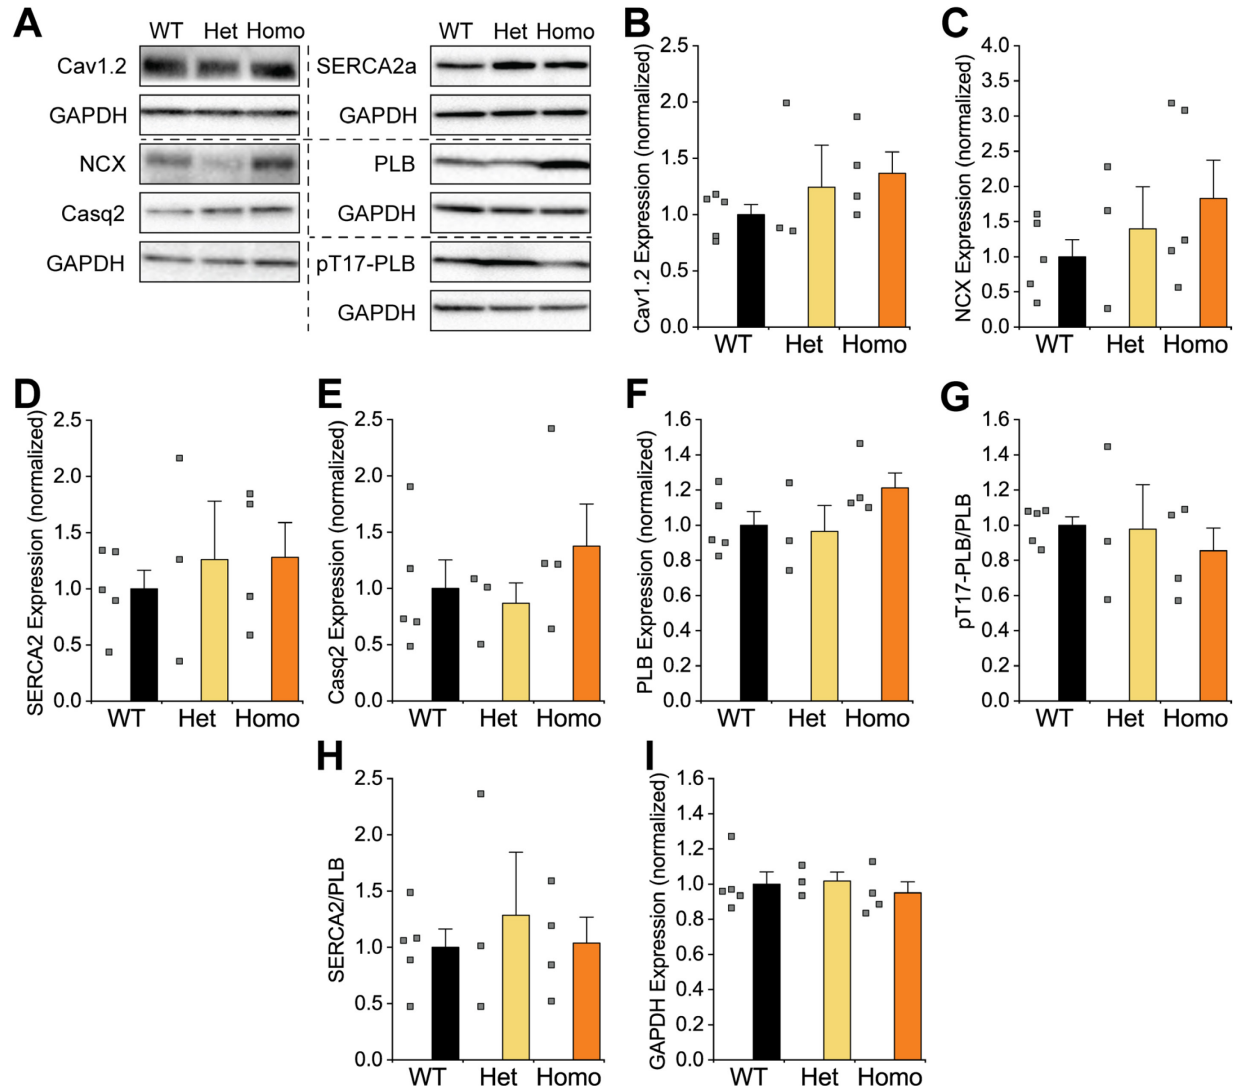 A
WT Het Homo
Cav1.2
GAPDH
NCX
Casq2
GAPDH
WT Het Homo
SERCA2a
GAPDH
PLB
GAPDH
pT17-PLB
GAPDH
B
Cav1.2 Expression (normalized)
2.5
2.0
1.5
1.0
0.5
0.0
WT Het Homo
C
NCX Expression (normalized)
4.0
3.5
3.0
2.5
2.0
1.5
1.0
0.5
0.0
WT Het Homo
D
SERCA2 Expression (normalized)
2.5
2.0
1.5
1.0
0.5
0.0
WT Het Homo
E
Casq2 Expression (normalized)
2.5
2.0
1.5
1.0
0.5
0.0
WT Het Homo
F
PLB Expression (normalized)
1.6
1.4
1.2
1.0
0.8
0.6
0.4
0.2
0.0
WT Het Homo
G
pT17-PLB/PLB
1.6
1.4
1.2
1.0
0.8
0.6
0.4
0.2
0.0
WT Het Homo
H
SERCA2/PLB
2.5
2.0
1.5
1.0
0.5
0.0
WT Het Homo
I
GAPDH Expression (normalized)
1.6
1.4
1.2
1.0
0.8
0.6
0.4
0.2
0.0
WT Het Homo